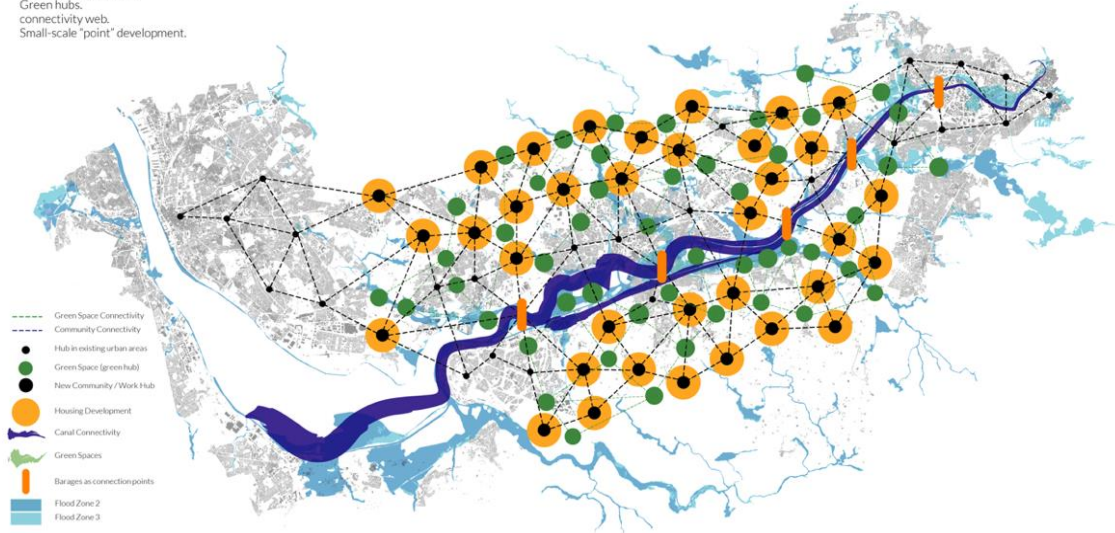 Green hubs.
connectivity web.
Small-scale "point" development.
Green Space Connectivity
Community Connectivity
Hub in existing urban areas
Green Space (green hub)
New Community / Work Hub
Housing Development
Canal Connectivity
Green Spaces
Barages as connection points
Flood Zone 2
Flood Zone 3